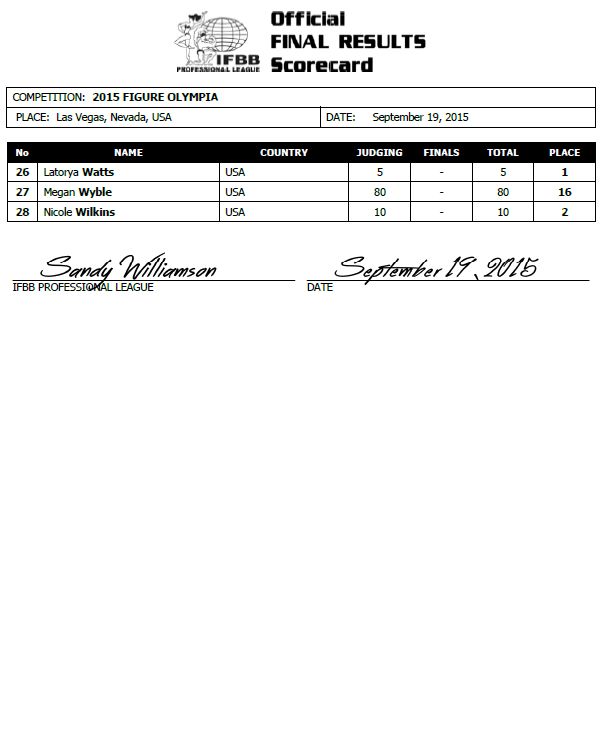 Official
FINAL RESULTS
Scorecard
IFBB
PROFESSIONAL LEAGUE
COMPETITION: 2015 FIGURE OLYMPIA
PLACE: Las Vegas, Nevada, USA DATE: September 19, 2015
No NAME COUNTRY JUDGING FINALS TOTAL PLACE
26 Latorya Watts USA 5 - 5 1
27 Megan Wyble USA 80 - 80 16
28 Nicole Wilkins USA 10 - 10 2
Sandy Williamson September 19, 2015
IFBB PROFESSIONAL LEAGUE DATE